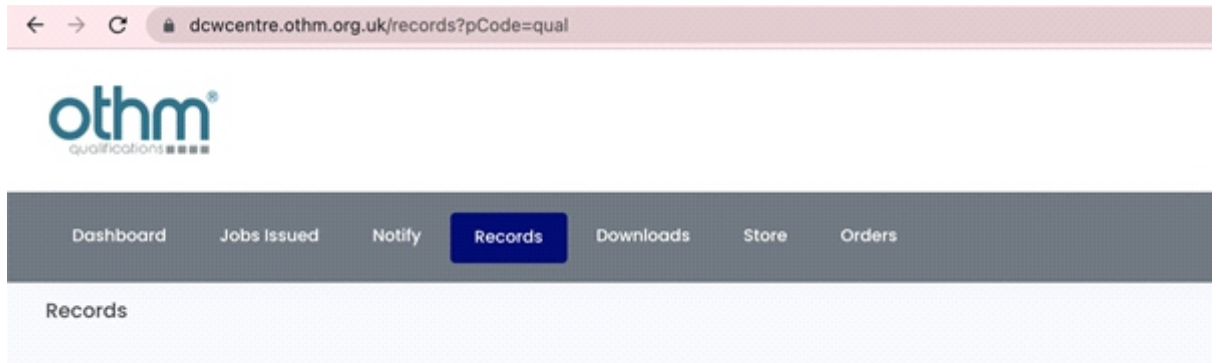 dcwcentre.othm.org.uk/records?pCode=qual
othm®
qualifications
Dashboard Jobs Issued Notify Records Downloads Store Orders
Records